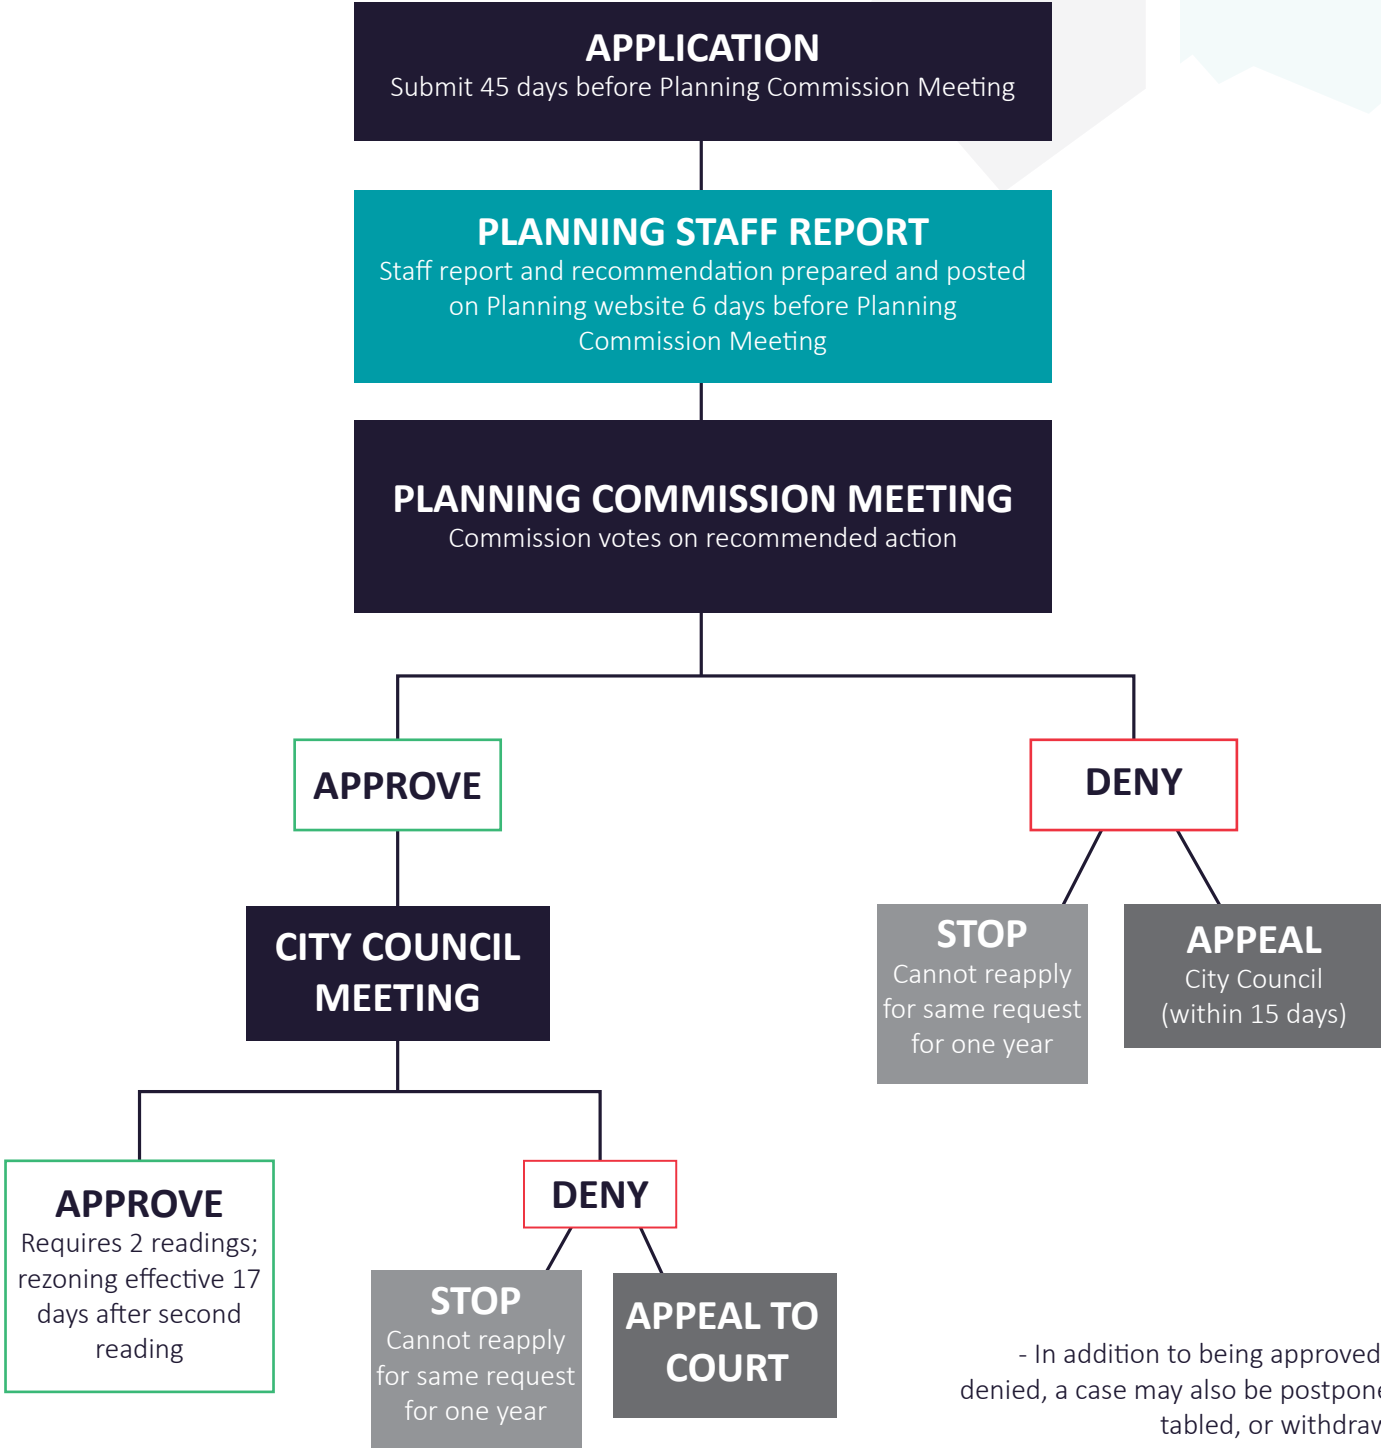 APPLICATION
Submit 45 days before Planning Commission Meeting
PLANNING STAFF REPORT
Staff report and recommendation prepared and posted
on Planning website 6 days before Planning
Commission Meeting
PLANNING COMMISSION MEETING
Commission votes on recommended action
APPROVE
DENY
CITY COUNCIL
MEETING
STOP
Cannot reapply
for same request
for one year
APPEAL
City Council
(within 15 days)
APPROVE
Requires 2 readings;
rezoning effective 17
days after second
reading
DENY
STOP
Cannot reapply
for same request
for one year
APPEAL TO
COURT
- In addition to being approved
denied, a case may also be
tabled, or